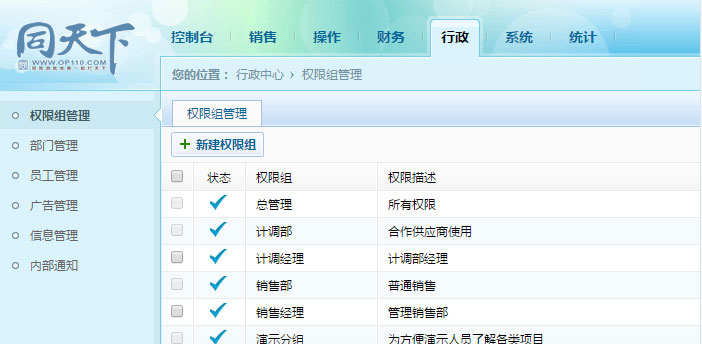 同天下
WWW.OP110.COM
控制台 销售 操作 财务 行政 系统 统计
您的位置： 行政中心 › 权限组管理
权限组管理
部门管理
员工管理
广告管理
信息管理
内部通知
权限组管理
+ 新建权限组
状态 权限组 权限描述
总管理 所有权限
计调部 合作供应商使用
计调经理 计调部经理
销售部 普通销售
销售经理 管理销售部
演示分组 为方便演示人员了解各类项目